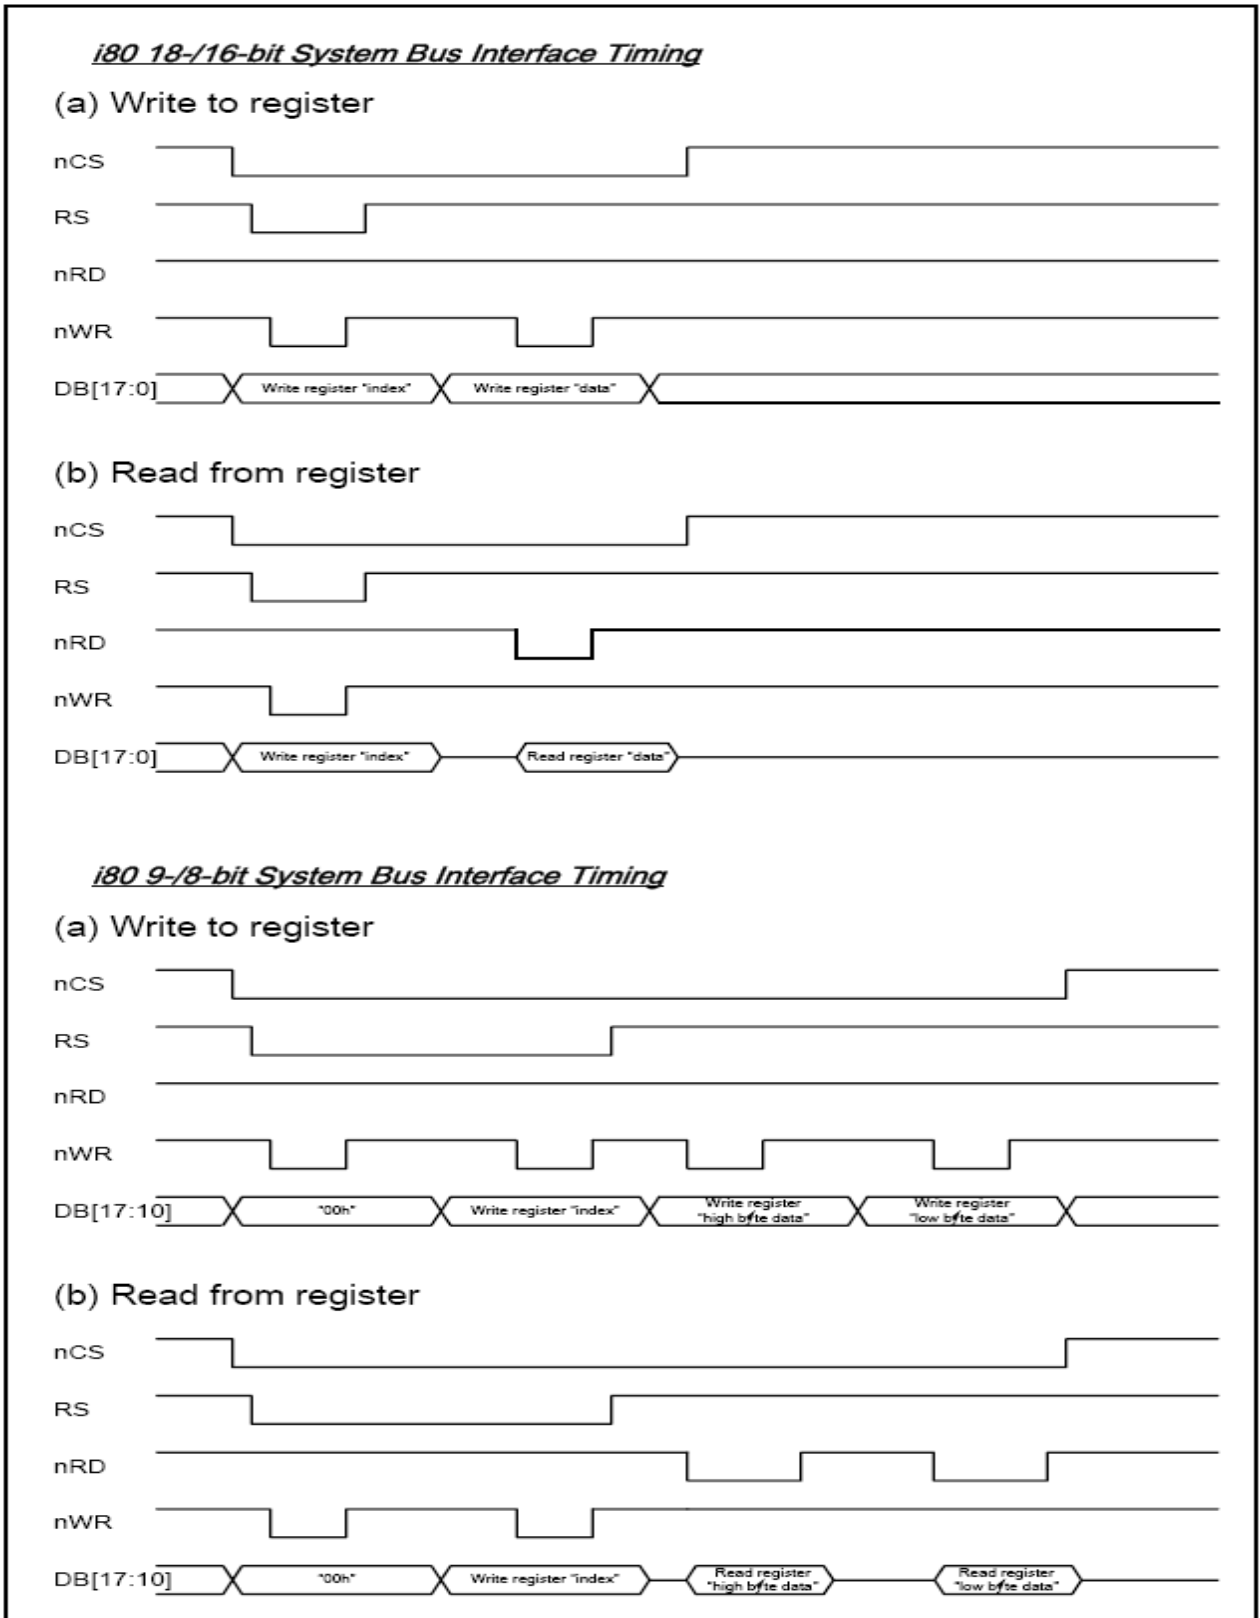 i80 18-/16-bit System Bus Interface Timing
(a) Write to register
nCS
RS
nRD
nWR
DB[17:0]
Write register "index"
Write register "data"
(b) Read from register
nCS
RS
nRD
nWR
DB[17:0]
Write register "index"
Read register "data"
i80 9-/8-bit System Bus Interface Timing
(a) Write to register
nCS
RS
nRD
nWR
DB[17:10]
"00h"
Write register "index"
Write register
"high byte data"
Write register
"low byte data"
(b) Read from register
nCS
RS
nRD
nWR
DB[17:10]
"00h"
Write register "index"
Read register
"high byte data"
Read register
"low byte data"